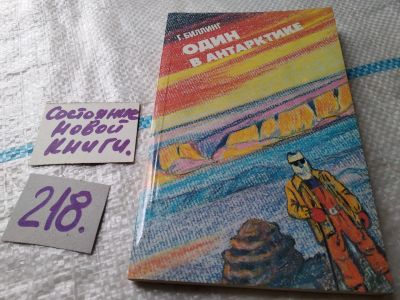 Г. БИЛЛИНГ
ОДИН
В АНТАРКТИКЕ
Состояние
новой
книги.
218.